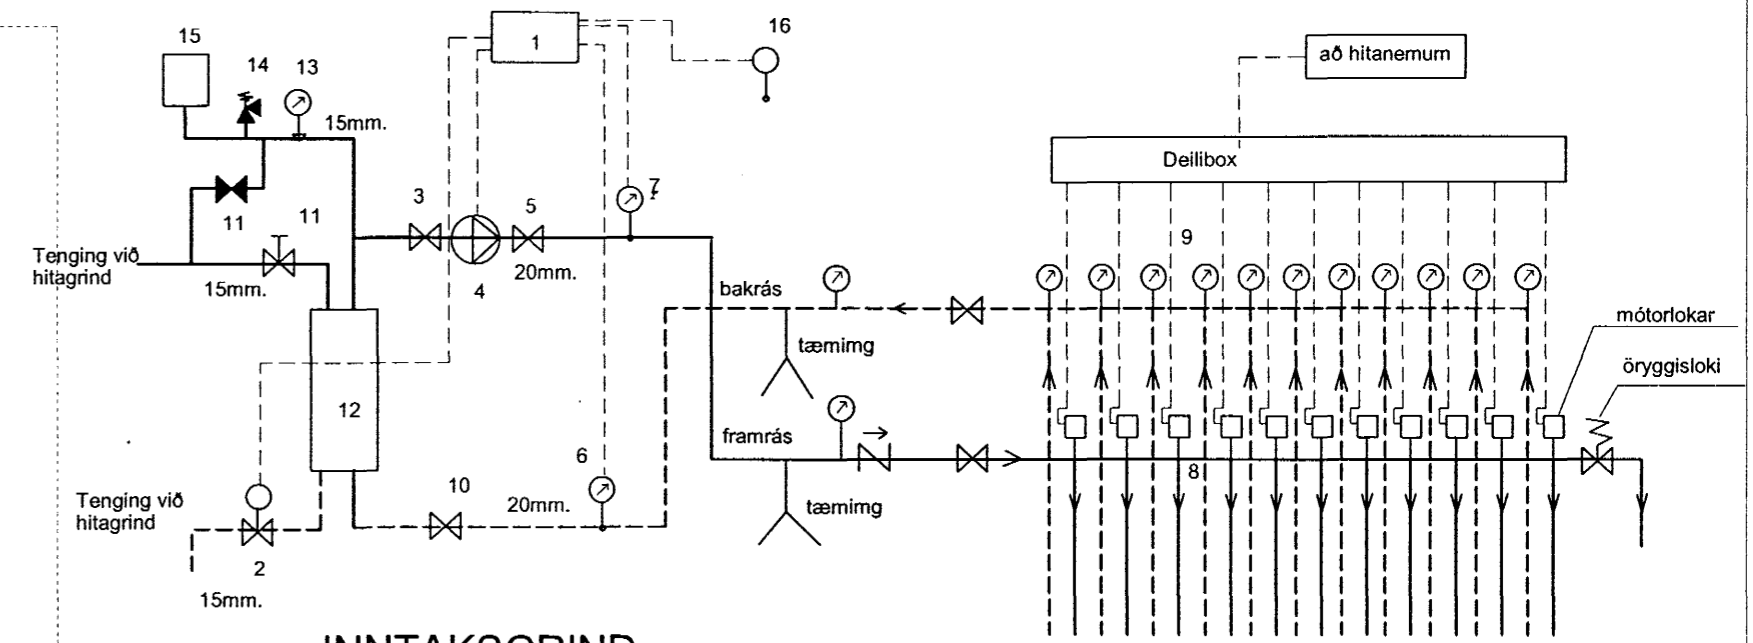 15
14
13
15mm.
1
16
að hitanemum
Deilibox
3
5
7
11
11
Tenging við
hitagrind
15mm.
4
20mm.
bakrás
9
mótorlokar
tæmimg
öryggisloki
12
framrás
6
8
10
20mm.
tæmimg
Tenging við
hitagrind
2
15mm.
INNTAKSGRIND